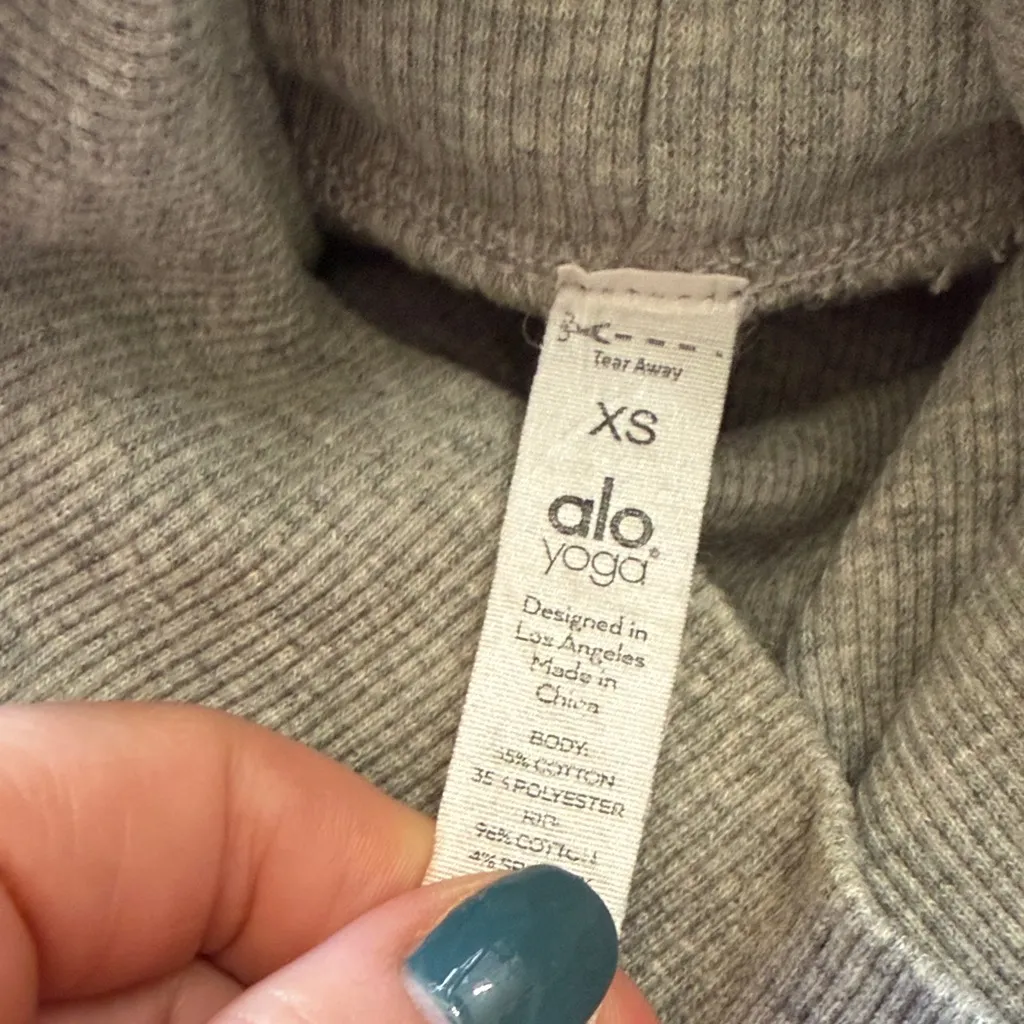 Tear Away
XS
alo
yoga®
Designed in
Los Angeles
Made in
China
BODY:
COTTON
35% POLYESTER
RIB:
96% COTTON
4%